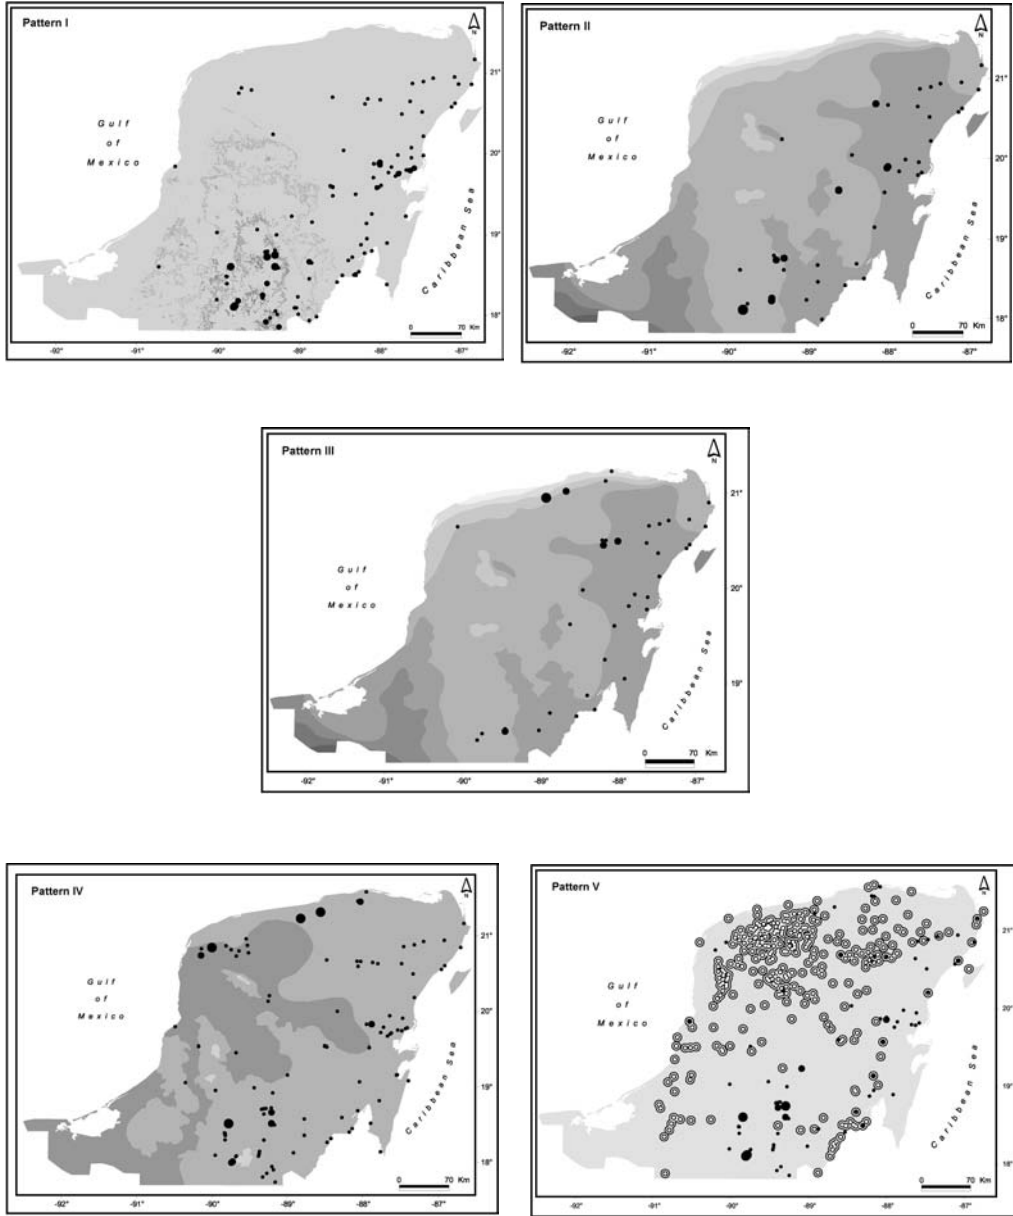 Pattern I
N
Gulf
of
Mexico
Caribbean Sea
21°
20°
19°
18°
0 70 Km
-92° -91° -90° -89° -88° -87°
Pattern II
N
Gulf
of
Mexico
Caribbean Sea
21°
20°
19°
18°
0 70 Km
-92° -91° -90° -89° -88° -87°
Pattern III
N
Gulf
of
Mexico
Caribbean Sea
21°
20°
19°
0 70 Km
-92° -91° -90° -89° -88° -87°
Pattern IV
N
Gulf
of
Mexico
Caribbean Sea
21°
20°
19°
18°
0 70 Km
-92° -91° -90° -89° -88° -87°
Pattern V
N
Gulf
of
Mexico
Caribbean Sea
21°
20°
19°
18°
0 70 Km
-92° -91° -90° -89° -88° -87°